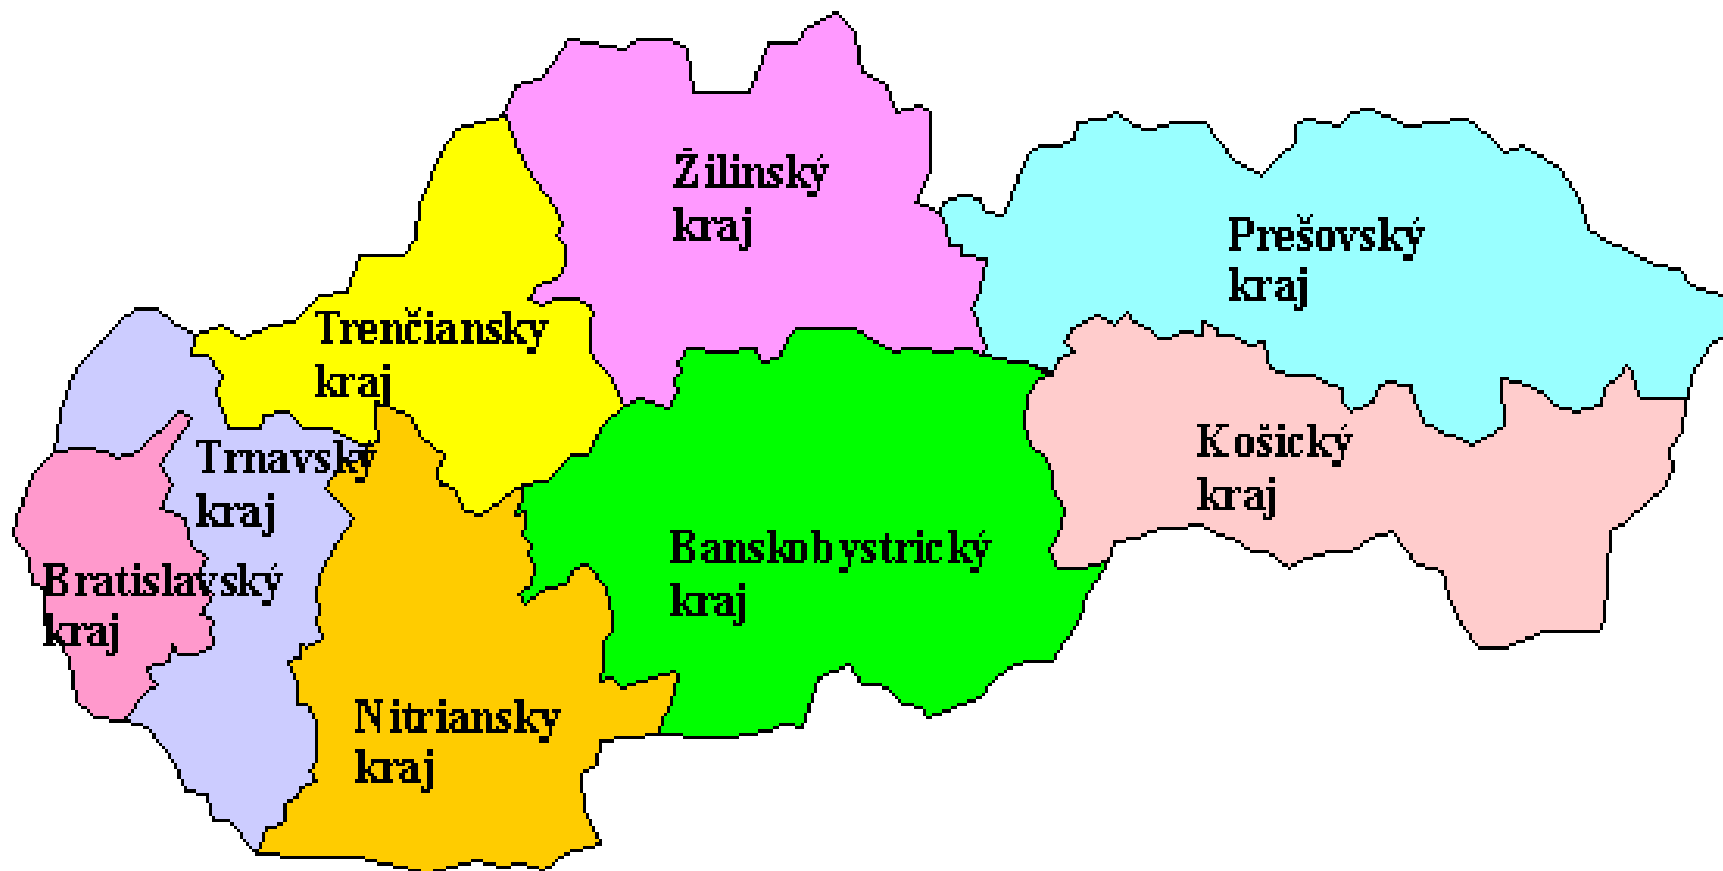 Žilinský
kraj
Prešovský
kraj
Trenčiansky
kraj
Trnavský
kraj
Košický
kraj
Banskobystrický
kraj
Bratislavský
kraj
Nitriansky
kraj